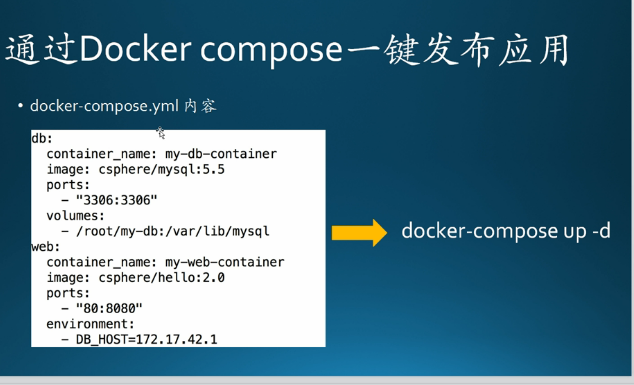 通过Docker compose一键发布应用
• docker-compose.yml 内容
db:
  container_name: my-db-container
  image: csphere/mysql:5.5
  ports:
    - "3306:3306"
  volumes:
    - /root/my-db:/var/lib/mysql
web:
  container_name: my-web-container
  image: csphere/hello:2.0
  ports:
    - "80:8080"
  environment:
    - DB_HOST=172.17.42.1
docker-compose up -d